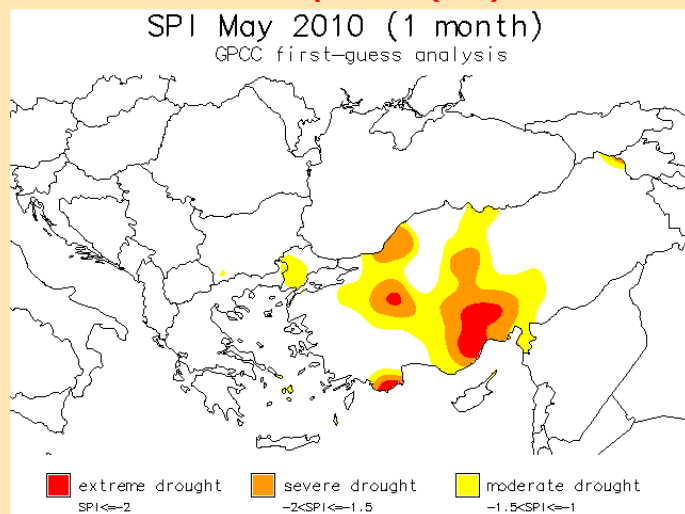 SPI May 2010 (1 month)
GPCC first-guess analysis
extreme drought
severe drought
moderate drought
SPI<=-2
-2<SPI<=-1.5
-1.5<SPI<=-1